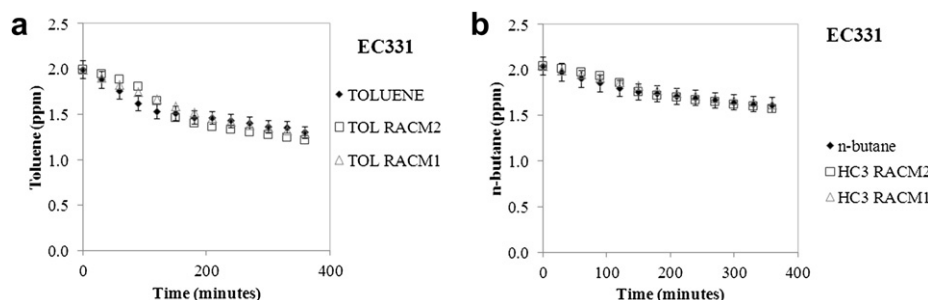 a
EC331
2.5
2.0
1.5
1.0
0.5
0.0
Toluene (ppm)
0
200
400
Time (minutes)
TOLUENE
TOL RACM2
TOL RACM1
b
EC331
2.5
2.0
1.5
1.0
0.5
0.0
n-butane (ppm)
0
100
200
300
400
Time (minutes)
n-butane
HC3 RACM2
HC3 RACM1